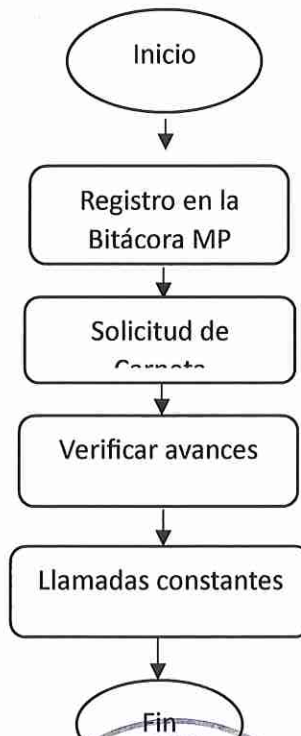 Inicio
Registro en la
Bitácora MP
Solicitud de
Verificar avances
Llamadas constantes
Fin